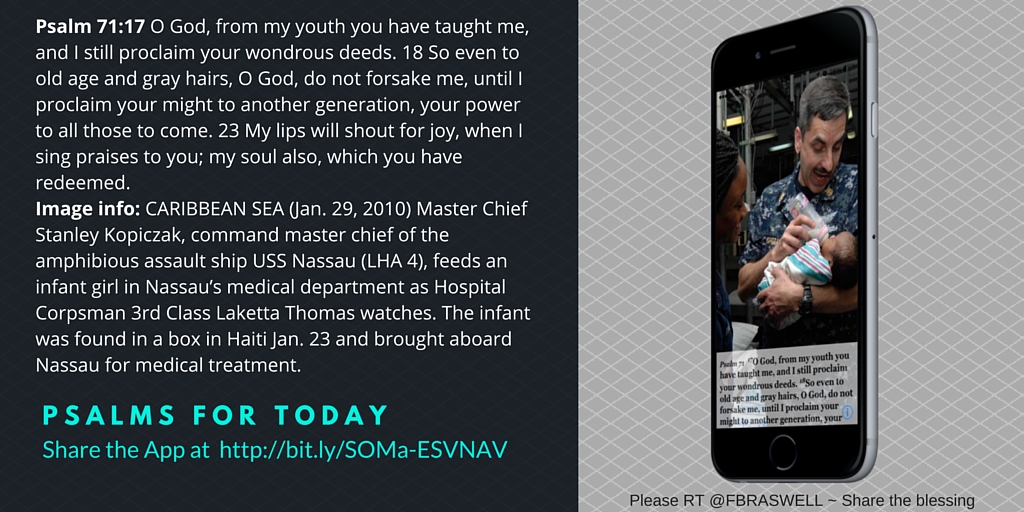 Psalm 71:17 O God, from my youth you have taught me,
and I still proclaim your wondrous deeds. 18 So even to
old age and gray hairs, O God, do not forsake me, until I
proclaim your might to another generation, your power
to all those to come. 23 My lips will shout for joy, when I
sing praises to you; my soul also, which you have
redeemed.
Image info: CARIBBEAN SEA (Jan. 29, 2010) Master Chief
Stanley Kopiczak, command master chief of the
amphibious assault ship USS Nassau (LHA 4), feeds an
infant girl in Nassau’s medical department as Hospital
Corpsman 3rd Class Laketta Thomas watches. The infant
was found in a box in Haiti Jan. 23 and brought aboard
Nassau for medical treatment.
PSALMS FOR TODAY
Share the App at http://bit.ly/SOMa-ESVNAV
Psalm 71 17O God, from my youth you
have taught me, and I still proclaim
your wondrous deeds. 18So even to
old age and gray hairs, O God, do not
forsake me, until I proclaim your
might to another generation, your
Please RT @FBRASWELL ~ Share the blessing